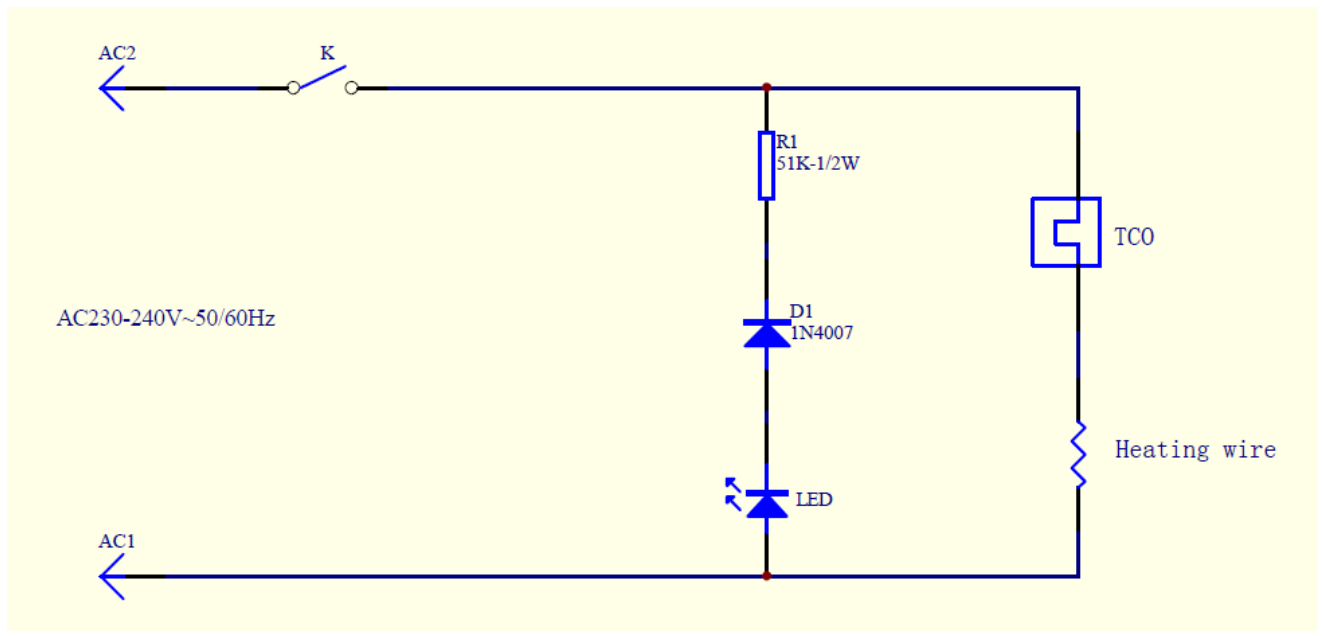 AC2
K
R1
51K-1/2W
TCO
AC230-240V~50/60Hz
D1
1N4007
Heating wire
LED
AC1